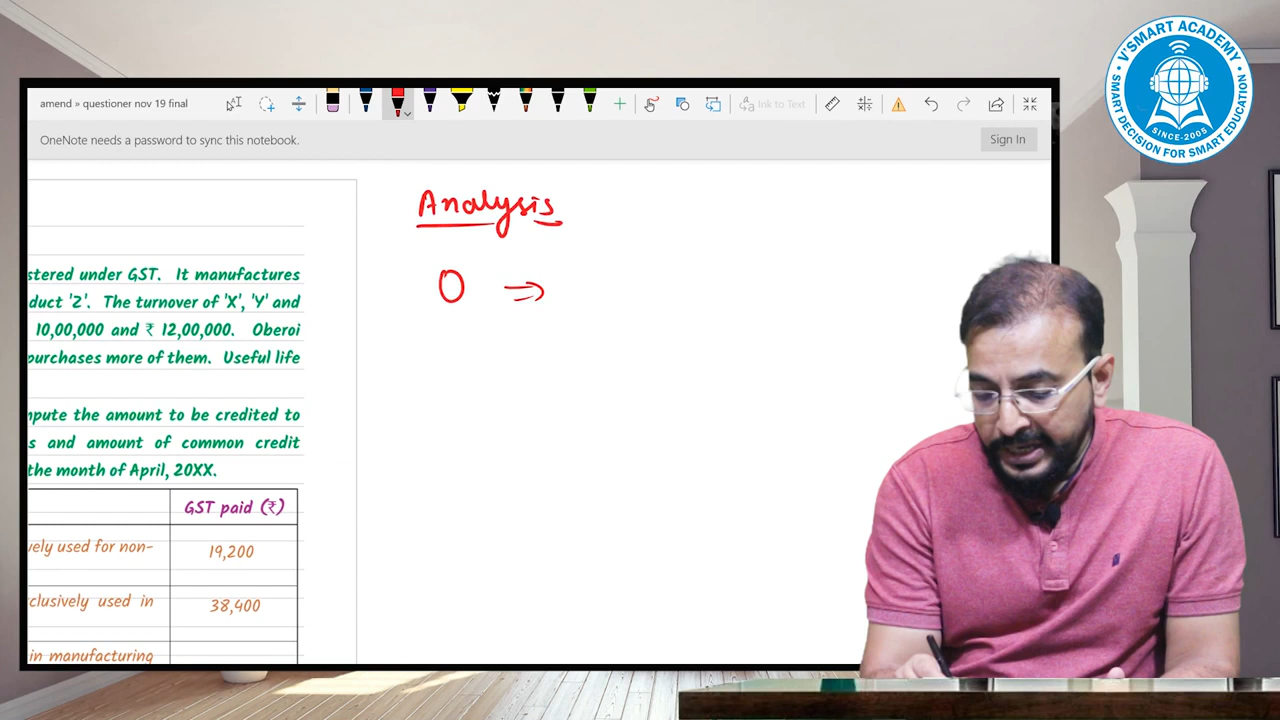 amend » questioner nov 19 final
Ink to Text
OneNote needs a password to sync this notebook.
Sign In
stered under GST. It manufactures
duct 'Z'. The turnover of 'X', 'Y' and
10,00,000 and ₹ 12,00,000. Oberoi
purchases more of them. Useful life
mpute the amount to be credited to
s and amount of common credit
the month of April, 20XX.
GST paid (₹)
vely used for non-
19,200
clusively used in
38,400
in manufacturing
Analysis
O ⇒
V'SMART ACADEMY
SINCE-2005
SMART DECISION FOR SMART EDUCATION